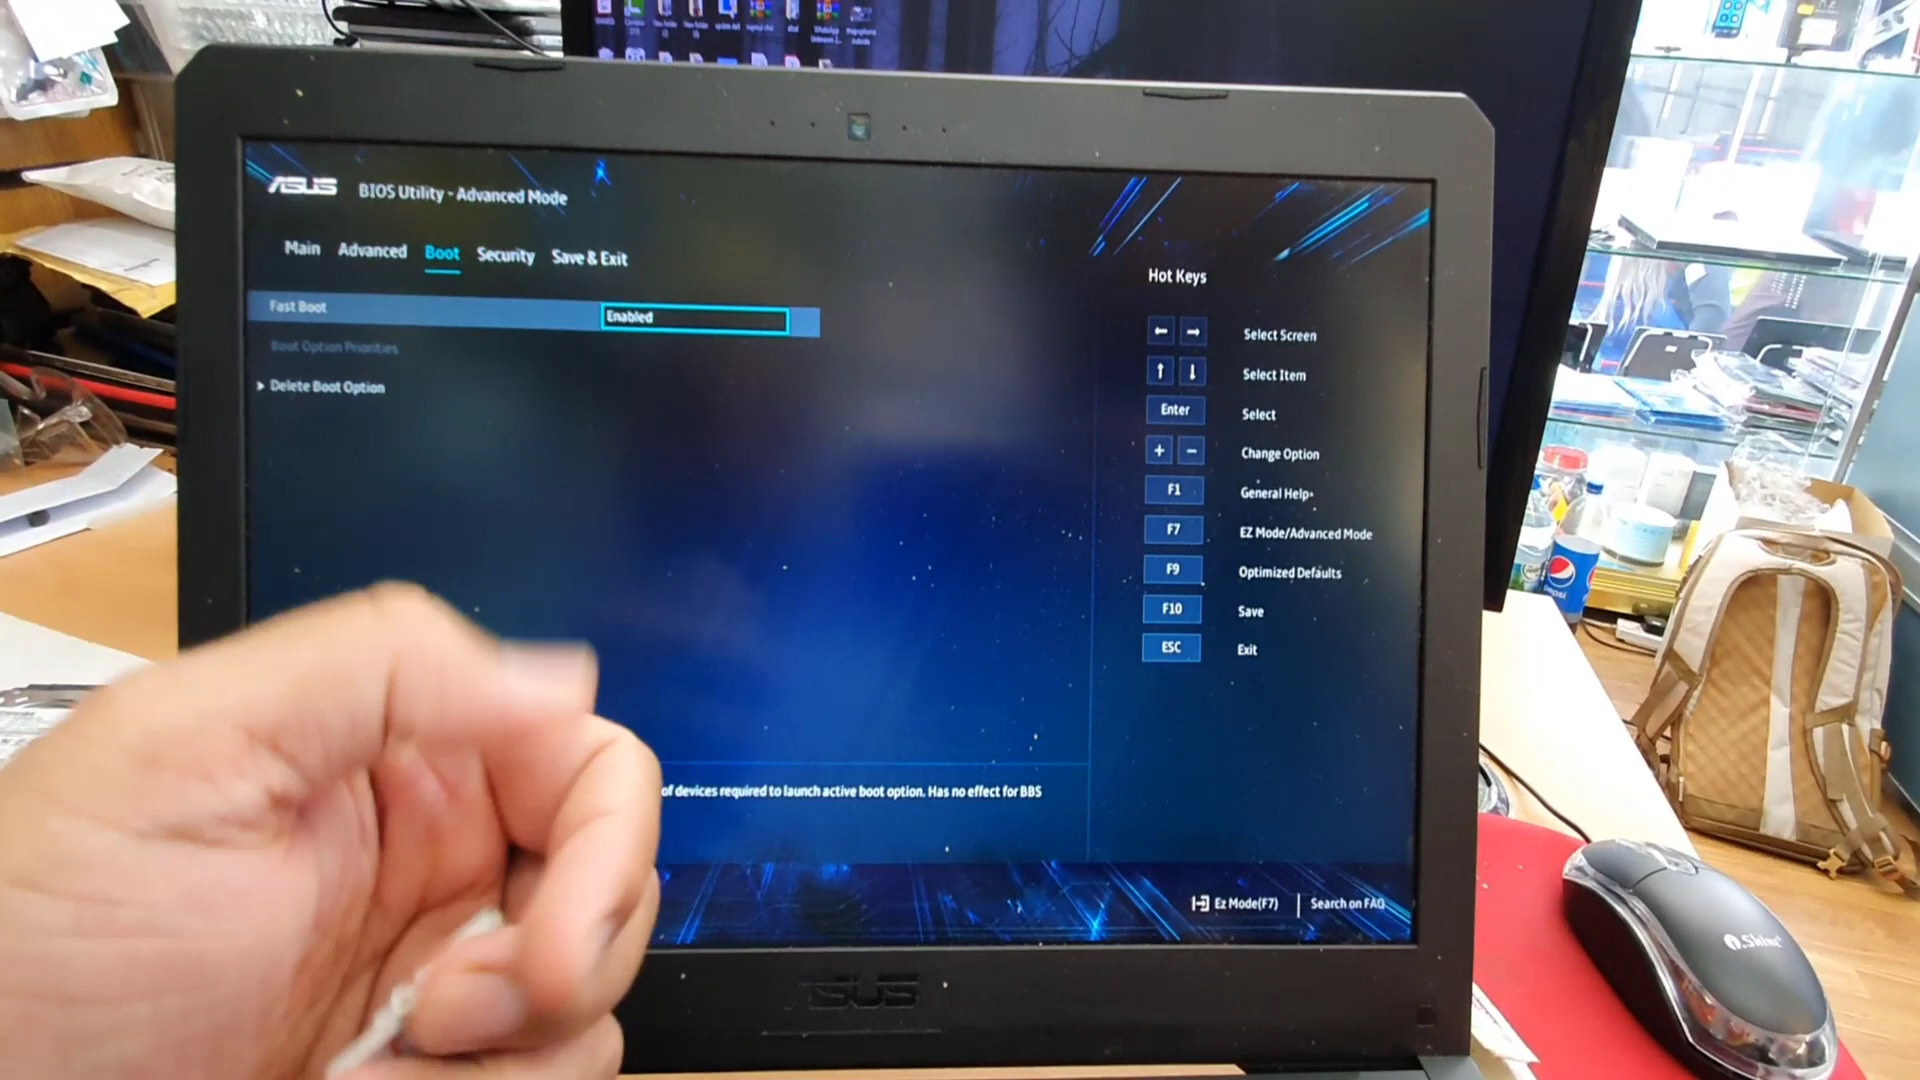 ASUS BIOS Utility - Advanced Mode
Main Advanced Boot Security Save & Exit
Fast Boot Enabled
Boot Option Priorities
Delete Boot Option
of devices required to launch active boot option. Has no effect for BBS
Hot Keys
← → Select Screen
↑ ↓ Select Item
Enter Select
+ - Change Option
F1 General Help
F7 EZ Mode/Advanced Mode
F9 Optimized Defaults
F10 Save
ESC Exit
Ez Mode(F7) | Search on FAQ
ASUS
pepsi